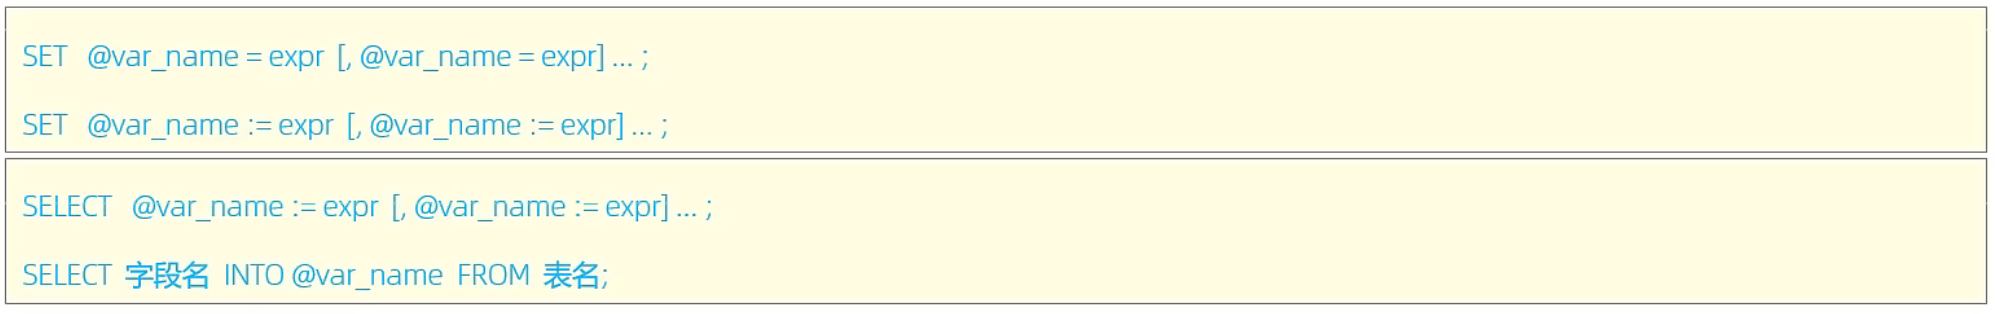 SET @var_name = expr [, @var_name = expr] ... ;
SET @var_name := expr [, @var_name := expr] ... ;
SELECT @var_name := expr [, @var_name := expr] ... ;
SELECT 字段名 INTO @var_name FROM 表名;